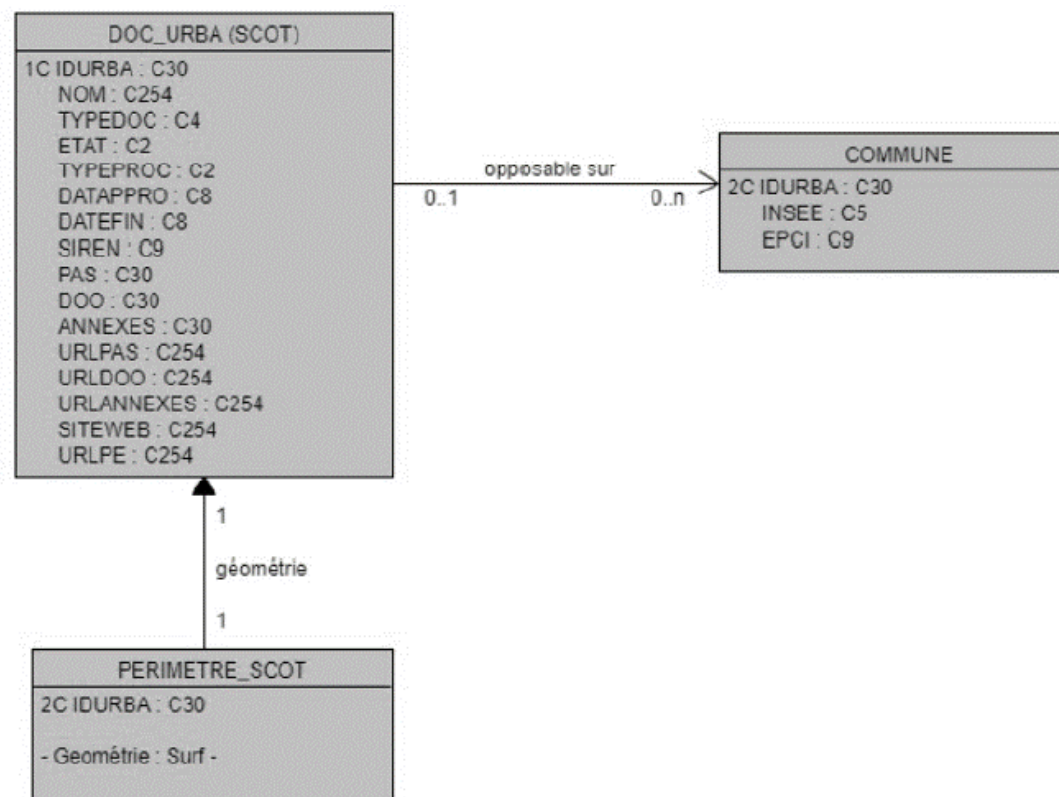 DOC_URBA (SCOT)
1C IDURBA : C30
NOM : C254
TYPEDOC : C4
ETAT : C2
TYPEPROC : C2
DATAPPRO : C8
DATEFIN : C8
SIREN : C9
PAS : C30
DOO : C30
ANNEXES : C30
URLPAS : C254
URLDOO : C254
URLANNEXES : C254
SITEWEB : C254
URLPE : C254
opposable sur
0..1
0..n
COMMUNE
2C IDURBA : C30
INSEE : C5
EPCI : C9
1
géométrie
1
PERIMETRE_SCOT
2C IDURBA : C30
- Geométrie : Surf -